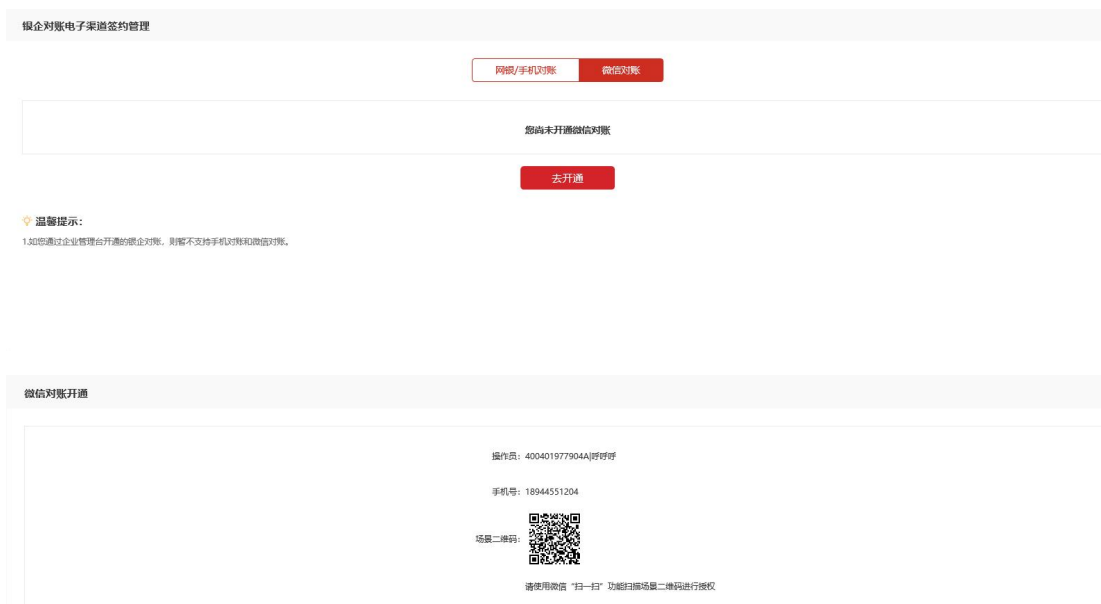 银企对账电子渠道签约管理
网银/手机对账 微信对账
您尚未开通微信对账
去开通
温馨提示：
1.如您通过企业管理台开通的银企对账，则暂不支持手机对账和微信对账。
微信对账开通
操作员：400401977904A|呼呼呼
手机号：18944551204
场景二维码：
请使用微信“扫一扫”功能扫描场景二维码进行授权